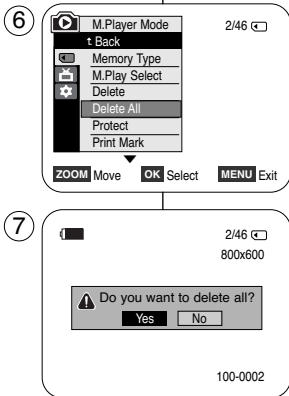 6
M.Player Mode 2/46
Back
Memory Type
M.Play Select
Delete
Delete All
Protect
Print Mark
ZOOM Move OK Select MENU Exit
7
2/46
800x600
Do you want to delete all?
Yes No
100-0002